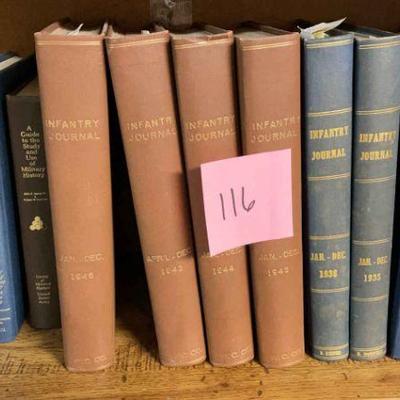 A Guide
to the
Study and
Use of
Military
History
INFANTRY
JOURNAL
JAN.-DEC.
1946
INFANTRY
JOURNAL
APRIL-DEC.
1943
INFANTRY
JOURNAL
JAN.-DEC.
1944
INFANTRY
JOURNAL
JAN.-DEC.
1945
116
INFANTRY
JOURNAL
JAN.-DEC.
1936
INFANTRY
JOURNAL
JAN.-DEC.
1935